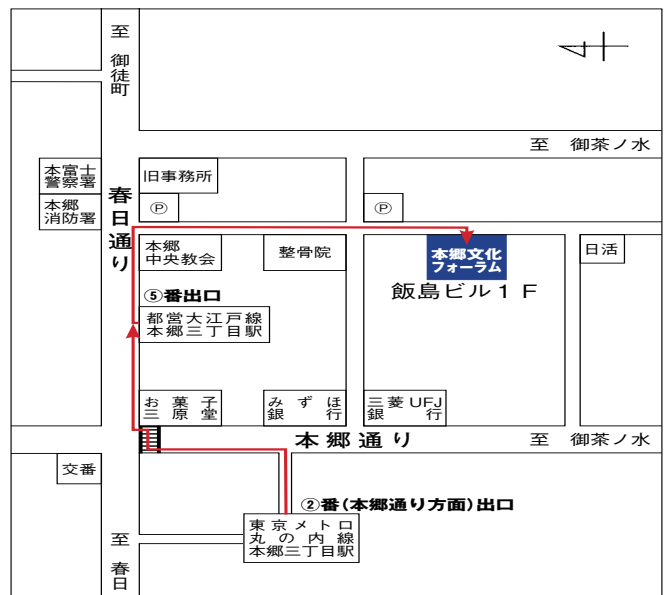 至
御徒町
至 御茶ノ水
本富士
警察署
本郷
消防署
春日通り
旧事務所
Ⓟ
Ⓟ
本郷
中央教会
整骨院
本郷文化
フォーラム
日活
飯島ビル１Ｆ
⑤番出口
都営大江戸線
本郷三丁目駅
お菓子
三原堂
みずほ
銀行
三菱UFJ
銀行
本郷通り
至 御茶ノ水
交番
②番(本郷通り方面)出口
東京メトロ
丸の内線
本郷三丁目駅
至
春日